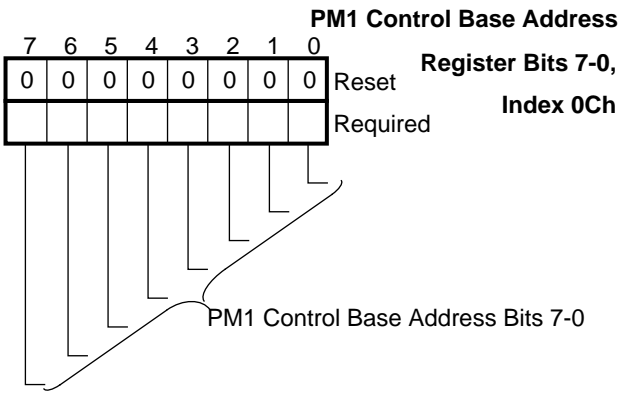 PM1 Control Base Address
Register Bits 7-0,
Index 0Ch
7 6 5 4 3 2 1 0
0 0 0 0 0 0 0 0 Reset
Required
PM1 Control Base Address Bits 7-0